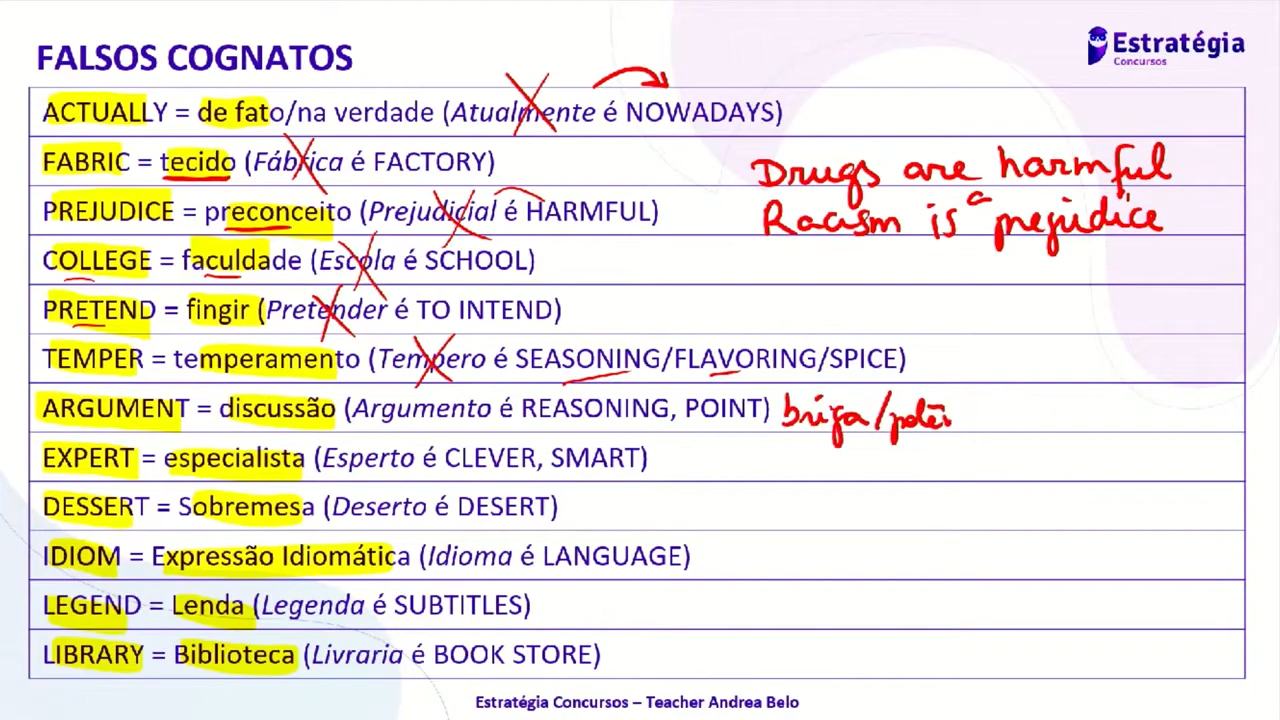 FALSOS COGNATOS
Estratégia
Concursos
ACTUALLY = de fato/na verdade (Atualmente é NOWADAYS)
FABRIC = tecido (Fábrica é FACTORY)
Drugs are harmful
PREJUDICE = preconceito (Prejudicial é HARMFUL)
Racism is a prejudice
COLLEGE = faculdade (Escola é SCHOOL)
PRETEND = fingir (Pretender é TO INTEND)
TEMPER = temperamento (Tempero é SEASONING/FLAVORING/SPICE)
ARGUMENT = discussão (Argumento é REASONING, POINT) briga/
EXPERT = especialista (Esperto é CLEVER, SMART)
DESSERT = Sobremesa (Deserto é DESERT)
IDIOM = Expressão Idiomática (Idioma é LANGUAGE)
LEGEND = Lenda (Legenda é SUBTITLES)
LIBRARY = Biblioteca (Livraria é BOOK STORE)
Estratégia Concursos – Teacher Andrea Belo